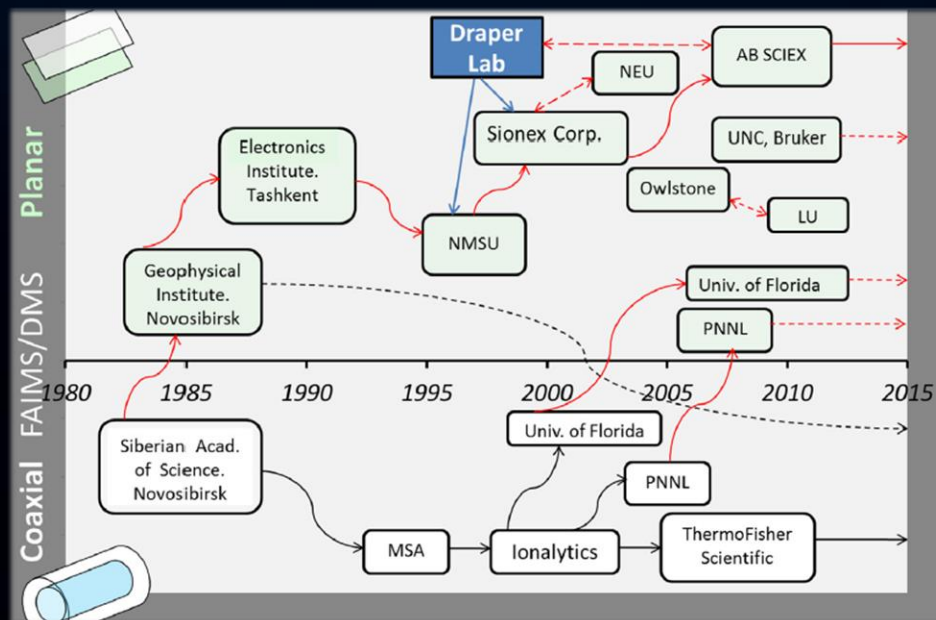 Draper
Lab
AB SCIEX
NEU
Sionex Corp.
UNC, Bruker
Electronics
Institute.
Tashkent
Owlstone
LU
NMSU
Geophysical
Institute.
Novosibirsk
Univ. of Florida
PNNL
Planar
FAIMS/DMS
Coaxial
1980 1985 1990 1995 2000 2005 2010 2015
Siberian Acad.
of Science.
Novosibirsk
Univ. of Florida
PNNL
MSA
Ionalytics
ThermoFisher
Scientific